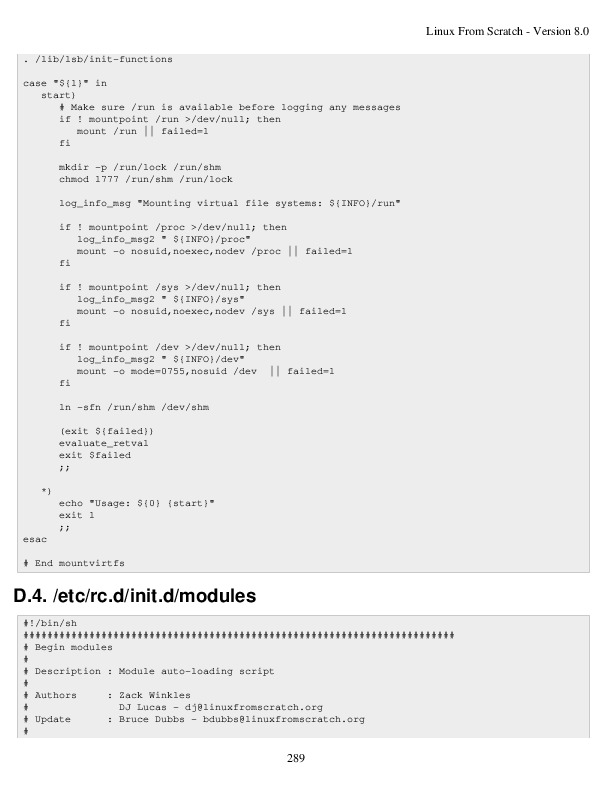 Linux From Scratch - Version 8.0
. /lib/lsb/init-functions
case "${1}" in
   start)
      # Make sure /run is available before logging any messages
      if ! mountpoint /run >/dev/null; then
         mount /run || failed=1
      fi
      mkdir -p /run/lock /run/shm
      chmod 1777 /run/shm /run/lock
      log_info_msg "Mounting virtual file systems: ${INFO}/run"
      if ! mountpoint /proc >/dev/null; then
         log_info_msg2 " ${INFO}/proc"
         mount -o nosuid,noexec,nodev /proc || failed=1
      fi
      if ! mountpoint /sys >/dev/null; then
         log_info_msg2 " ${INFO}/sys"
         mount -o nosuid,noexec,nodev /sys || failed=1
      fi
      if ! mountpoint /dev >/dev/null; then
         log_info_msg2 " ${INFO}/dev"
         mount -o mode=0755,nosuid /dev  || failed=1
      fi
      ln -sfn /run/shm /dev/shm
      (exit ${failed})
      evaluate_retval
      exit $failed
      ;;
   *)
      echo "Usage: ${0} {start}"
      exit 1
      ;;
esac
# End mountvirtfs
D.4. /etc/rc.d/init.d/modules
#!/bin/sh
########################################################################
# Begin modules
#
# Description : Module auto-loading script
#
# Authors     : Zack Winkles
#               DJ Lucas - dj@linuxfromscratch.org
# Update      : Bruce Dubbs - bdubbs@linuxfromscratch.org
#
289